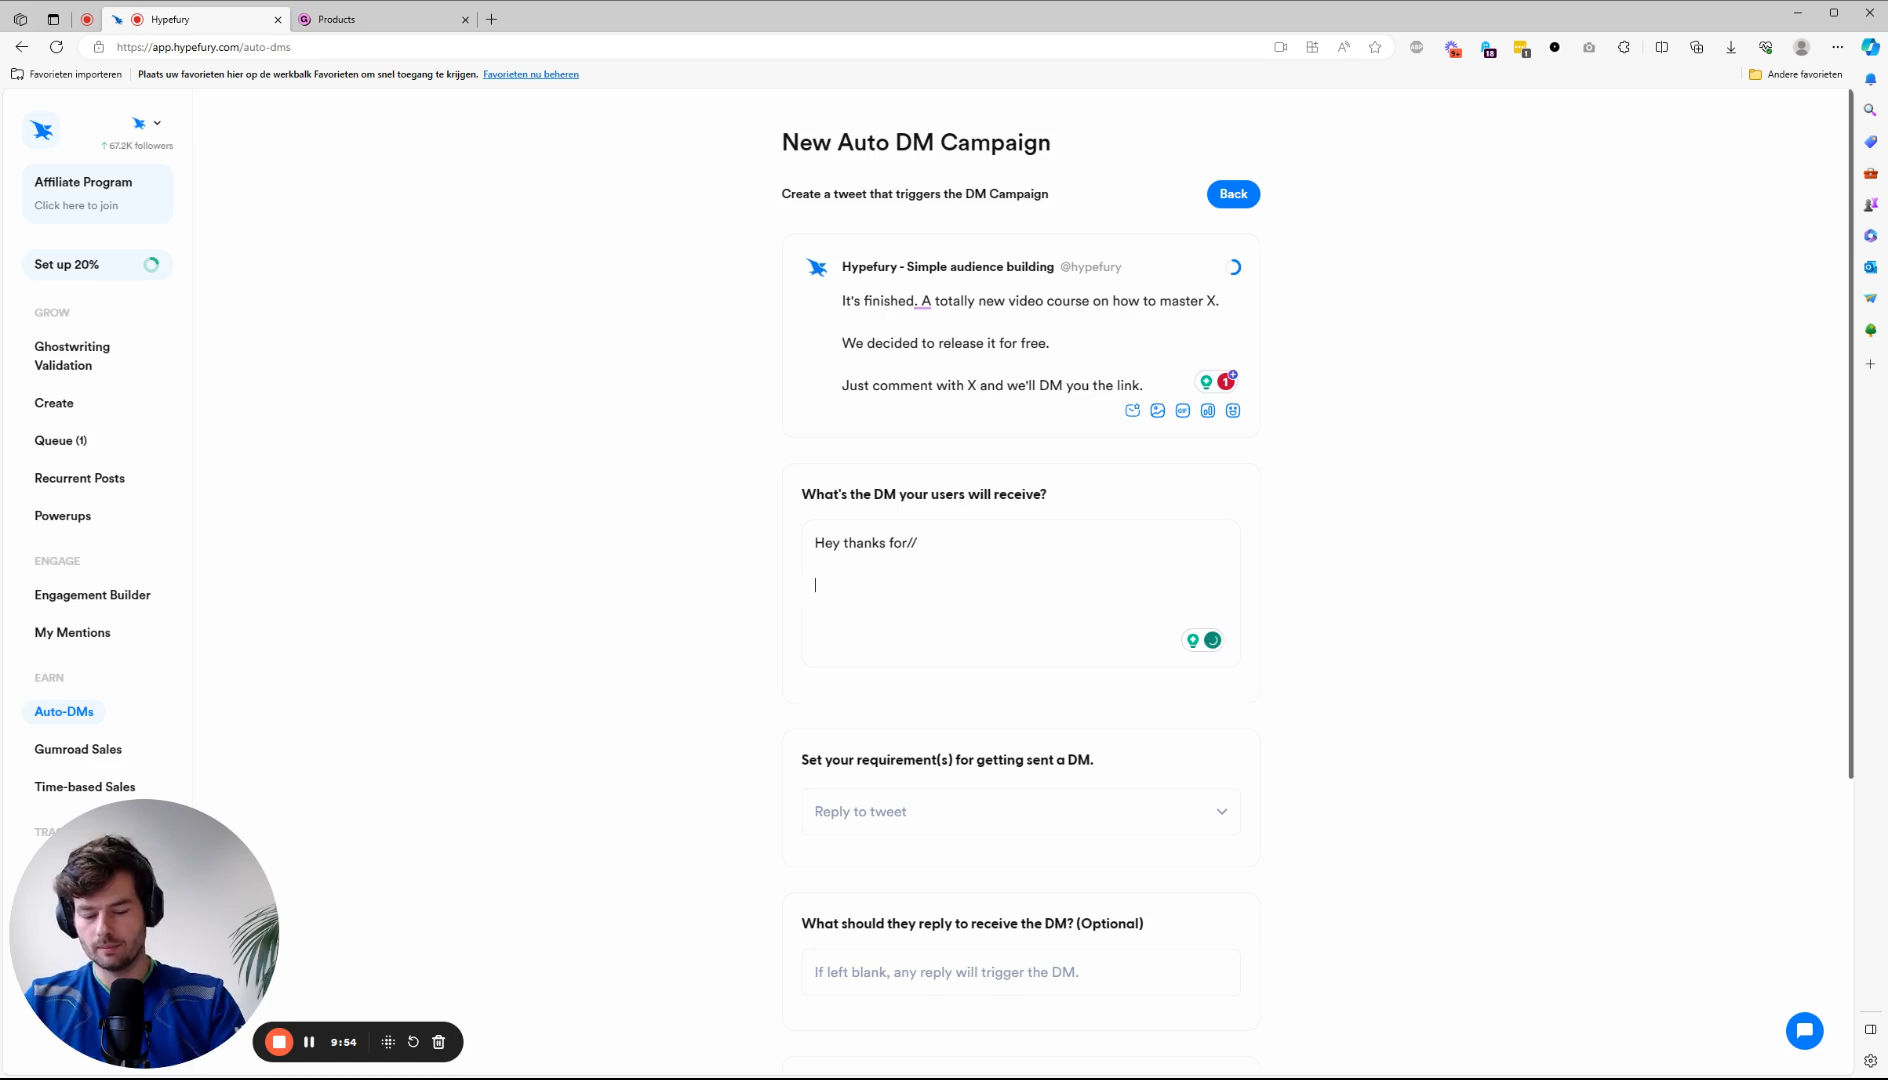 Hypefury
Products
https://app.hypefury.com/auto-dms
ABP
9+
18
1
Favorieten importeren
Plaats uw favorieten hier op de werkbalk Favorieten om snel toegang te krijgen. Favorieten nu beheren
Andere favorieten
↑ 67.2K followers
Affiliate Program
Click here to join
Set up 20%
GROW
Ghostwriting
Validation
Create
Queue (1)
Recurrent Posts
Powerups
ENGAGE
Engagement Builder
My Mentions
EARN
Auto-DMs
Gumroad Sales
Time-based Sales
TRA
New Auto DM Campaign
Create a tweet that triggers the DM Campaign
Back
Hypefury - Simple audience building @hypefury
It's finished. A totally new video course on how to master X.
We decided to release it for free.
Just comment with X and we'll DM you the link.
1
GIF
What's the DM your users will receive?
Hey thanks for//
Set your requirement(s) for getting sent a DM.
Reply to tweet
What should they reply to receive the DM? (Optional)
If left blank, any reply will trigger the DM.
9:54